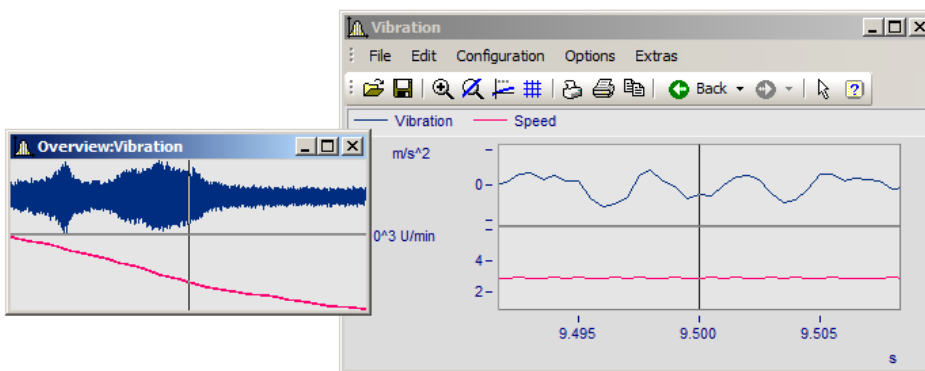 Vibration
File Edit Configuration Options Extras
Back
Vibration Speed
Overview:Vibration
m/s^2
0
0^3 U/min
4
2
9.495 9.500 9.505
s